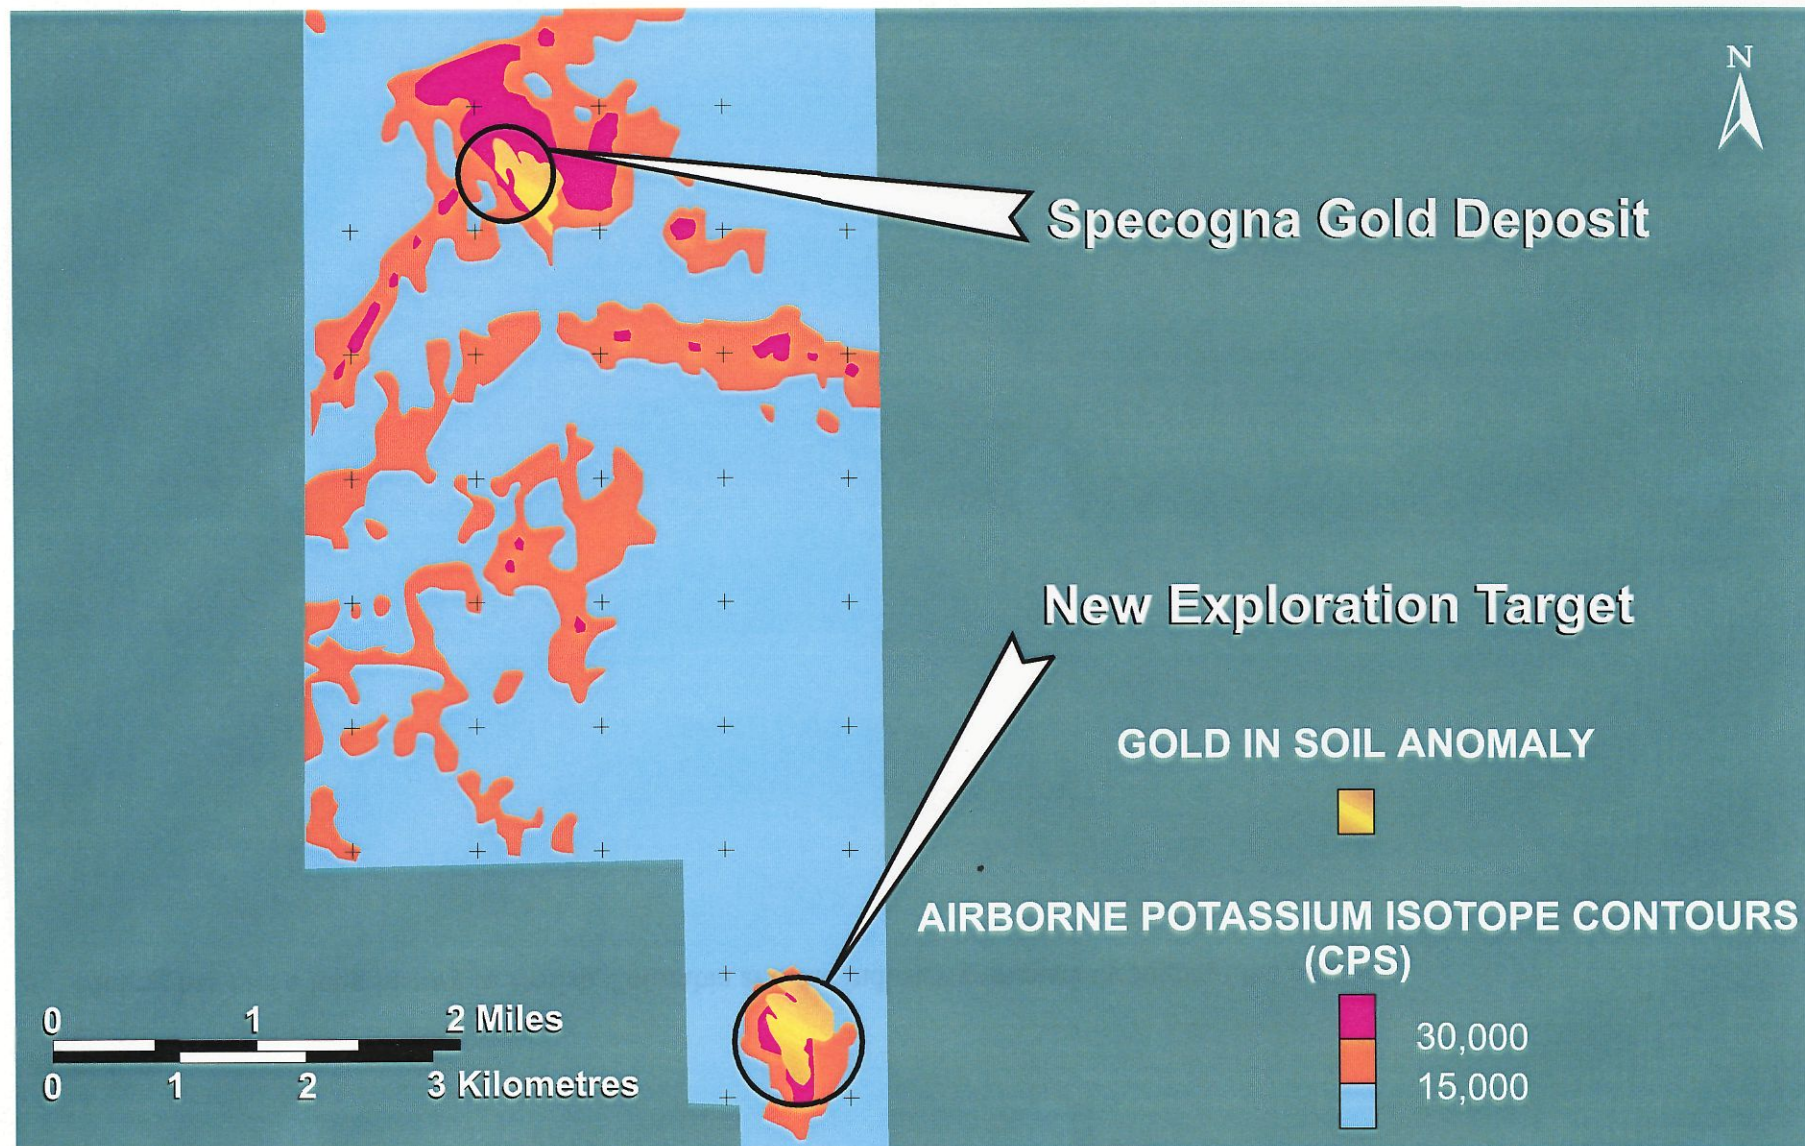 N
Specogna Gold Deposit
New Exploration Target
GOLD IN SOIL ANOMALY
AIRBORNE POTASSIUM ISOTOPE CONTOURS
(CPS)
30,000
15,000
0 1 2 Miles
0 1 2 3 Kilometres